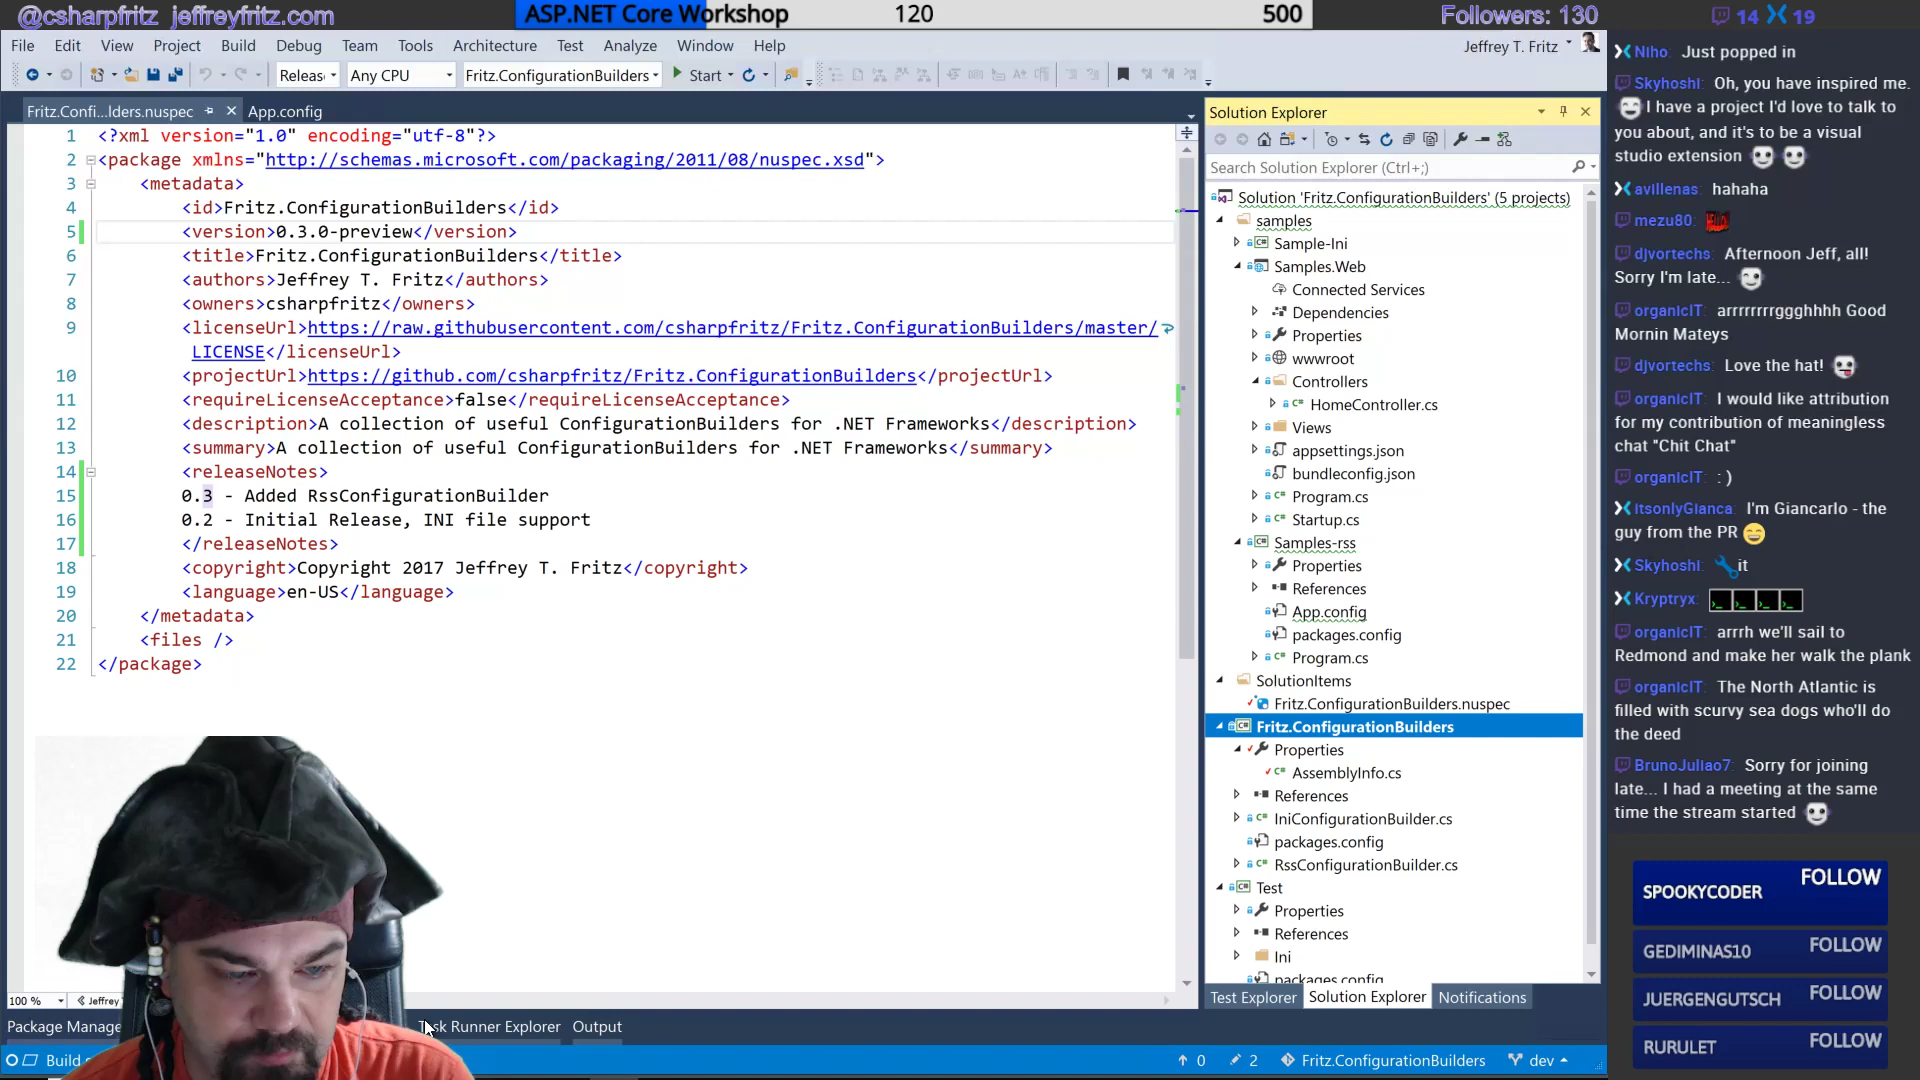 @csharpfritz jeffreyfritz.com
ASP.NET Core Workshop 120 500
Followers: 130 14 19
File Edit View Project Build Debug Team Tools Architecture Test Analyze Window Help
Jeffrey T. Fritz
Releas Any CPU Fritz.ConfigurationBuilders Start
Fritz.Confi...lders.nuspec App.config
1 <?xml version="1.0" encoding="utf-8"?>
2 <package xmlns="http://schemas.microsoft.com/packaging/2011/08/nuspec.xsd">
3 <metadata>
4 <id>Fritz.ConfigurationBuilders</id>
5 <version>0.3.0-preview</version>
6 <title>Fritz.ConfigurationBuilders</title>
7 <authors>Jeffrey T. Fritz</authors>
8 <owners>csharpfritz</owners>
9 <licenseUrl>https://raw.githubusercontent.com/csharpfritz/Fritz.ConfigurationBuilders/master/
LICENSE</licenseUrl>
10 <projectUrl>https://github.com/csharpfritz/Fritz.ConfigurationBuilders</projectUrl>
11 <requireLicenseAcceptance>false</requireLicenseAcceptance>
12 <description>A collection of useful ConfigurationBuilders for .NET Frameworks</description>
13 <summary>A collection of useful ConfigurationBuilders for .NET Frameworks</summary>
14 <releaseNotes>
15 0.3 - Added RssConfigurationBuilder
16 0.2 - Initial Release, INI file support
17 </releaseNotes>
18 <copyright>Copyright 2017 Jeffrey T. Fritz</copyright>
19 <language>en-US</language>
20 </metadata>
21 <files />
22 </package>
100 % Jeffrey
Package Manage
Task Runner Explorer Output
Build
Solution Explorer
Search Solution Explorer (Ctrl+;)
Solution 'Fritz.ConfigurationBuilders' (5 projects)
samples
Sample-Ini
Samples.Web
Connected Services
Dependencies
Properties
wwwroot
Controllers
HomeController.cs
Views
appsettings.json
bundleconfig.json
Program.cs
Startup.cs
Samples-rss
Properties
References
App.config
packages.config
Program.cs
SolutionItems
Fritz.ConfigurationBuilders.nuspec
Fritz.ConfigurationBuilders
Properties
AssemblyInfo.cs
References
IniConfigurationBuilder.cs
packages.config
RssConfigurationBuilder.cs
Test
Properties
References
Ini
packages.config
Test Explorer Solution Explorer Notifications
0 2 Fritz.ConfigurationBuilders dev
Niho: Just popped in
Skyhoshi: Oh, you have inspired me.
I have a project I'd love to talk to
you about, and it's to be a visual
studio extension
avillenas: hahaha
mezu80:
djvortechs: Afternoon Jeff, all!
Sorry I'm late...
organicIT: arrrrrrrggghhhh Good
Mornin Mateys
djvortechs: Love the hat!
organicIT: I would like attribution
for my contribution of meaningless
chat "Chit Chat"
organicIT: : )
itsonlyGianca: I'm Giancarlo - the
guy from the PR
Skyhoshi: it
Kryptryx:
organicIT: arrrh we'll sail to
Redmond and make her walk the plank
organicIT: The North Atlantic is
filled with scurvy sea dogs who'll do
the deed
BrunoJuliao7: Sorry for joining
late... I had a meeting at the same
time the stream started
SPOOKYCODER FOLLOW
GEDIMINAS10 FOLLOW
JUERGENGUTSCH FOLLOW
RURULET FOLLOW